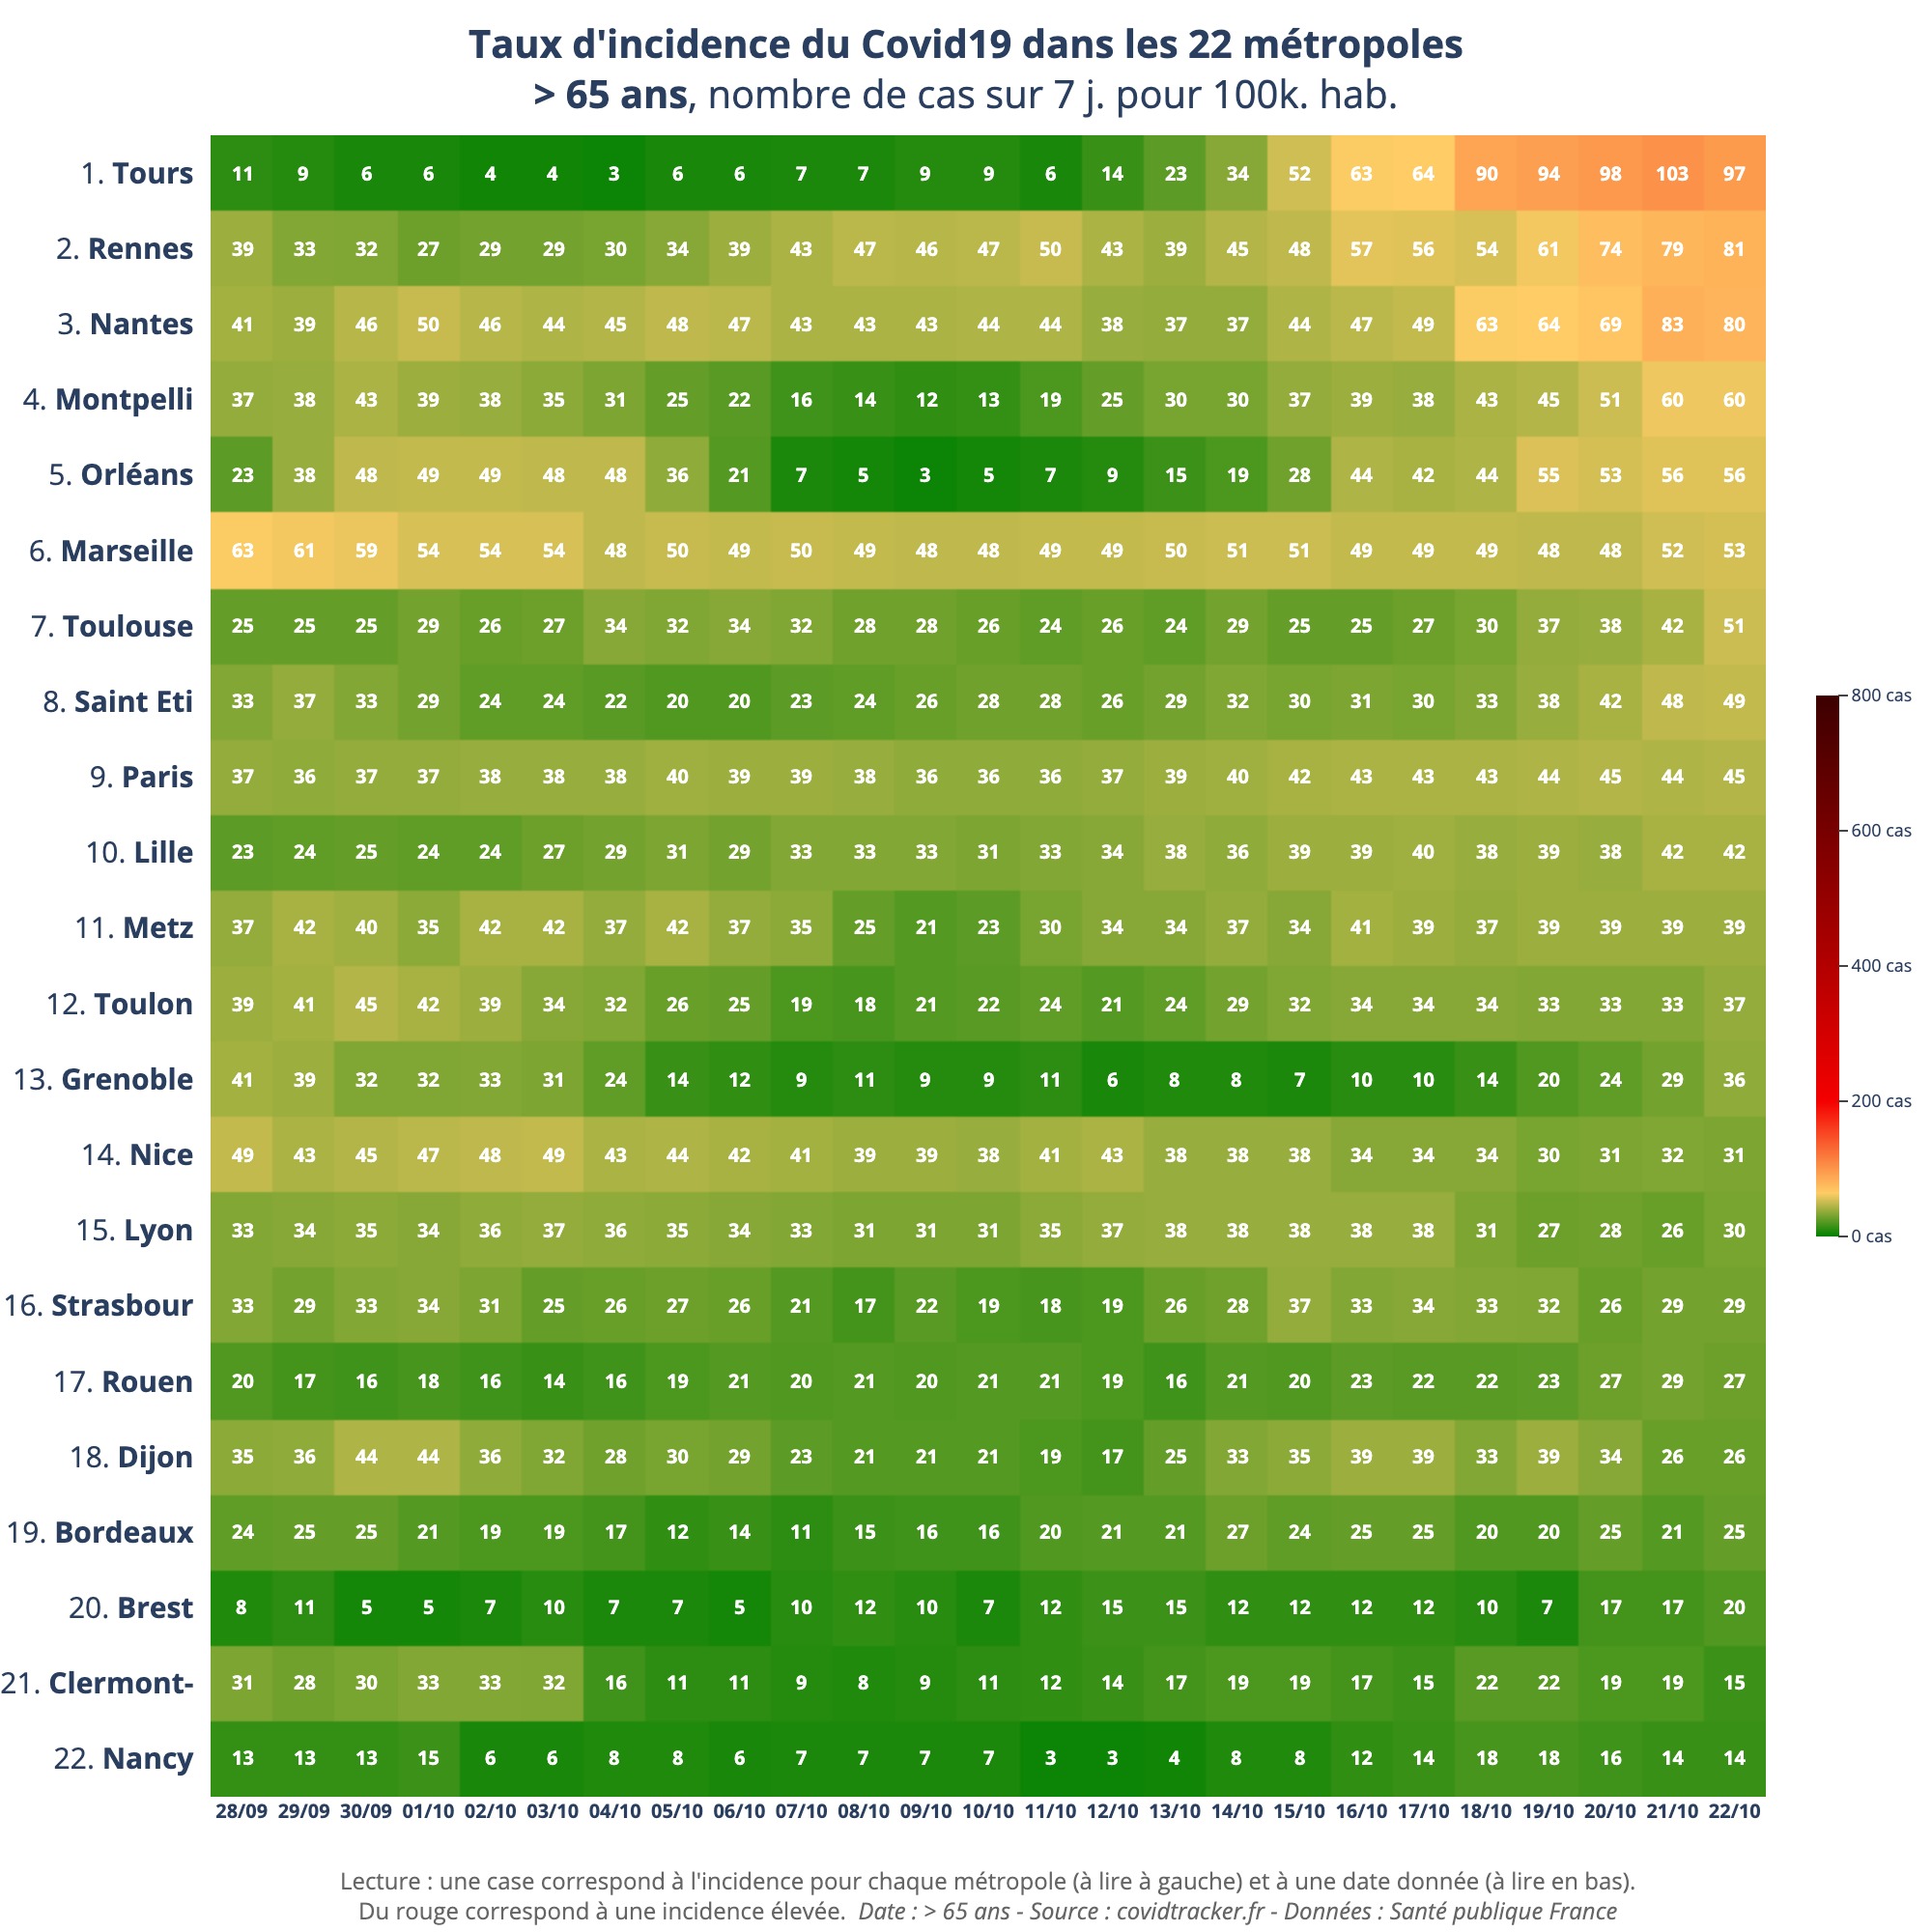 Taux d'incidence du Covid19 dans les 22 métropoles
> 65 ans, nombre de cas sur 7 j. pour 100k. hab.
1. Tours 11 9 6 6 4 4 3 6 6 7 7 9 9 6 14 23 34 52 63 64 90 94 98 103 97
2. Rennes 39 33 32 27 29 29 30 34 39 43 47 46 47 50 43 39 45 48 57 56 54 61 74 79 81
3. Nantes 41 39 46 50 46 44 45 48 47 43 43 43 44 44 38 37 37 44 47 49 63 64 69 83 80
4. Montpelli 37 38 43 39 38 35 31 25 22 16 14 12 13 19 25 30 30 37 39 38 43 45 51 60 60
5. Orléans 23 38 48 49 49 48 48 36 21 7 5 3 5 7 9 15 19 28 44 42 44 55 53 56 56
6. Marseille 63 61 59 54 54 54 48 50 49 50 49 48 48 49 49 50 51 51 49 49 49 48 48 52 53
7. Toulouse 25 25 25 29 26 27 34 32 34 32 28 28 26 24 26 24 29 25 25 27 30 37 38 42 51
8. Saint Eti 33 37 33 29 24 24 22 20 20 23 24 26 28 28 26 29 32 30 31 30 33 38 42 48 49
800 cas
9. Paris 37 36 37 37 38 38 38 40 39 39 38 36 36 36 37 39 40 42 43 43 43 44 45 44 45
600 cas
10. Lille 23 24 25 24 24 27 29 31 29 33 33 33 31 33 34 38 36 39 39 40 38 39 38 42 42
11. Metz 37 42 40 35 42 42 37 42 37 35 25 21 23 30 34 34 37 34 41 39 37 39 39 39 39
400 cas
12. Toulon 39 41 45 42 39 34 32 26 25 19 18 21 22 24 21 24 29 32 34 34 34 33 33 33 37
13. Grenoble 41 39 32 32 33 31 24 14 12 9 11 9 9 11 6 8 8 7 10 10 14 20 24 29 36
200 cas
14. Nice 49 43 45 47 48 49 43 44 42 41 39 39 38 41 43 38 38 38 34 34 34 30 31 32 31
15. Lyon 33 34 35 34 36 37 36 35 34 33 31 31 31 35 37 38 38 38 38 38 31 27 28 26 30
0 cas
16. Strasbour 33 29 33 34 31 25 26 27 26 21 17 22 19 18 19 26 28 37 33 34 33 32 26 29 29
17. Rouen 20 17 16 18 16 14 16 19 21 20 21 20 21 21 19 16 21 20 23 22 22 23 27 29 27
18. Dijon 35 36 44 44 36 32 28 30 29 23 21 21 21 19 17 25 33 35 39 39 33 39 34 26 26
19. Bordeaux 24 25 25 21 19 19 17 12 14 11 15 16 16 20 21 21 27 24 25 25 20 20 25 21 25
20. Brest 8 11 5 5 7 10 7 7 5 10 12 10 7 12 15 15 12 12 12 12 10 7 17 17 20
21. Clermont- 31 28 30 33 33 32 16 11 11 9 8 9 11 12 14 17 19 19 17 15 22 22 19 19 15
22. Nancy 13 13 13 15 6 6 8 8 6 7 7 7 7 3 3 4 8 8 12 14 18 18 16 14 14
28/09 29/09 30/09 01/10 02/10 03/10 04/10 05/10 06/10 07/10 08/10 09/10 10/10 11/10 12/10 13/10 14/10 15/10 16/10 17/10 18/10 19/10 20/10 21/10 22/10
Lecture : une case correspond à l'incidence pour chaque métropole (à lire à gauche) et à une date donnée (à lire en bas).
Du rouge correspond à une incidence élevée. Date : > 65 ans - Source : covidtracker.fr - Données : Santé publique France